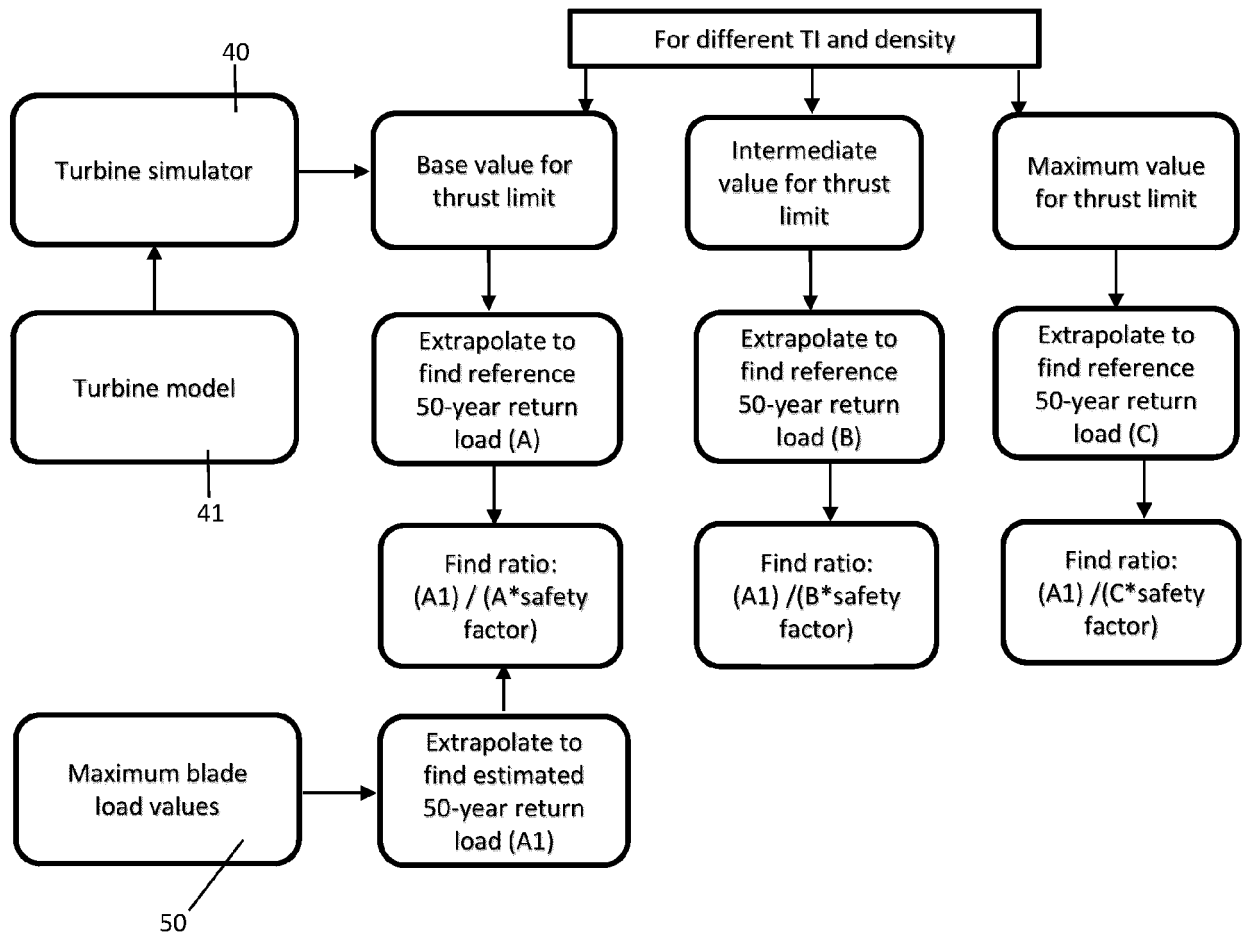 For different TI and density
40
Turbine simulator
Base value for
thrust limit
Intermediate
value for thrust
limit
Maximum value
for thrust limit
Turbine model
41
Extrapolate to
find reference
50-year return
load (A)
Extrapolate to
find reference
50-year return
load (B)
Extrapolate to
find reference
50-year return
load (C)
Find ratio:
(A1) / (A*safety
factor)
Find ratio:
(A1) /(B*safety
factor)
Find ratio:
(A1) /(C*safety
factor)
Maximum blade
load values
50
Extrapolate to
find estimated
50-year return
load (A1)